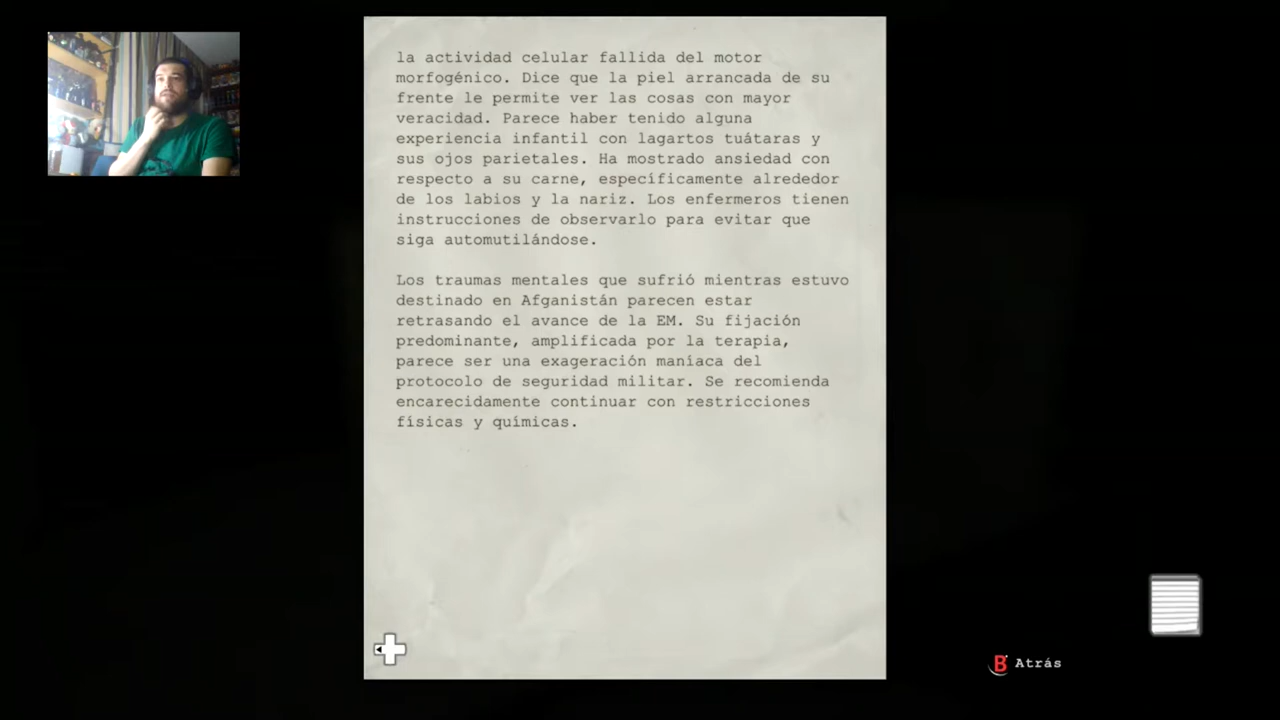 la actividad celular fallida del motor
morfogénico. Dice que la piel arrancada de su
frente le permite ver las cosas con mayor
veracidad. Parece haber tenido alguna
experiencia infantil con lagartos tuátaras y
sus ojos parietales. Ha mostrado ansiedad con
respecto a su carne, específicamente alrededor
de los labios y la nariz. Los enfermeros tienen
instrucciones de observarlo para evitar que
siga automutilándose.
Los traumas mentales que sufrió mientras estuvo
destinado en Afganistán parecen estar
retrasando el avance de la EM. Su fijación
predominante, amplificada por la terapia,
parece ser una exageración maníaca del
protocolo de seguridad militar. Se recomienda
encarecidamente continuar con restricciones
físicas y químicas.
B Atrás